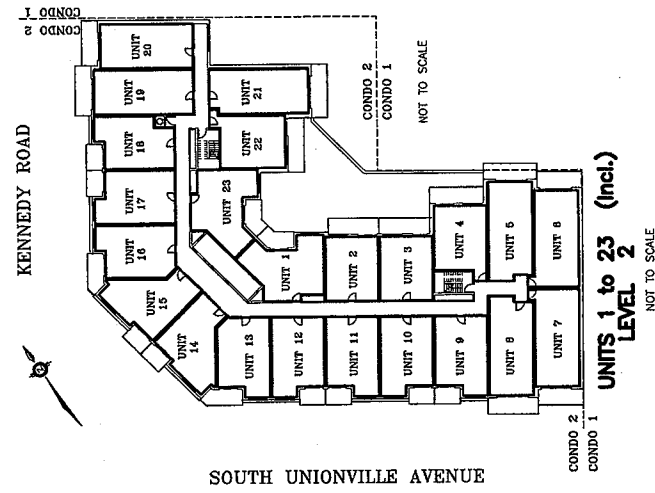 CONDO 1
CONDO 2
UNIT
20
UNIT
19
UNIT
21
UNIT
18
UNIT
22
UNIT
17
UNIT
23
UNIT
16
UNIT
15
UNIT
14
UNIT 1
UNIT 2
UNIT 3
UNIT 4
UNIT 5
UNIT 6
UNIT 13
UNIT 12
UNIT 11
UNIT 10
UNIT 9
UNIT 8
UNIT 7
CONDO 2
CONDO 1
NOT TO SCALE
KENNEDY ROAD
UNITS 1 to 23 (Incl.)
LEVEL 2
NOT TO SCALE
CONDO 2
CONDO 1
SOUTH UNIONVILLE AVENUE